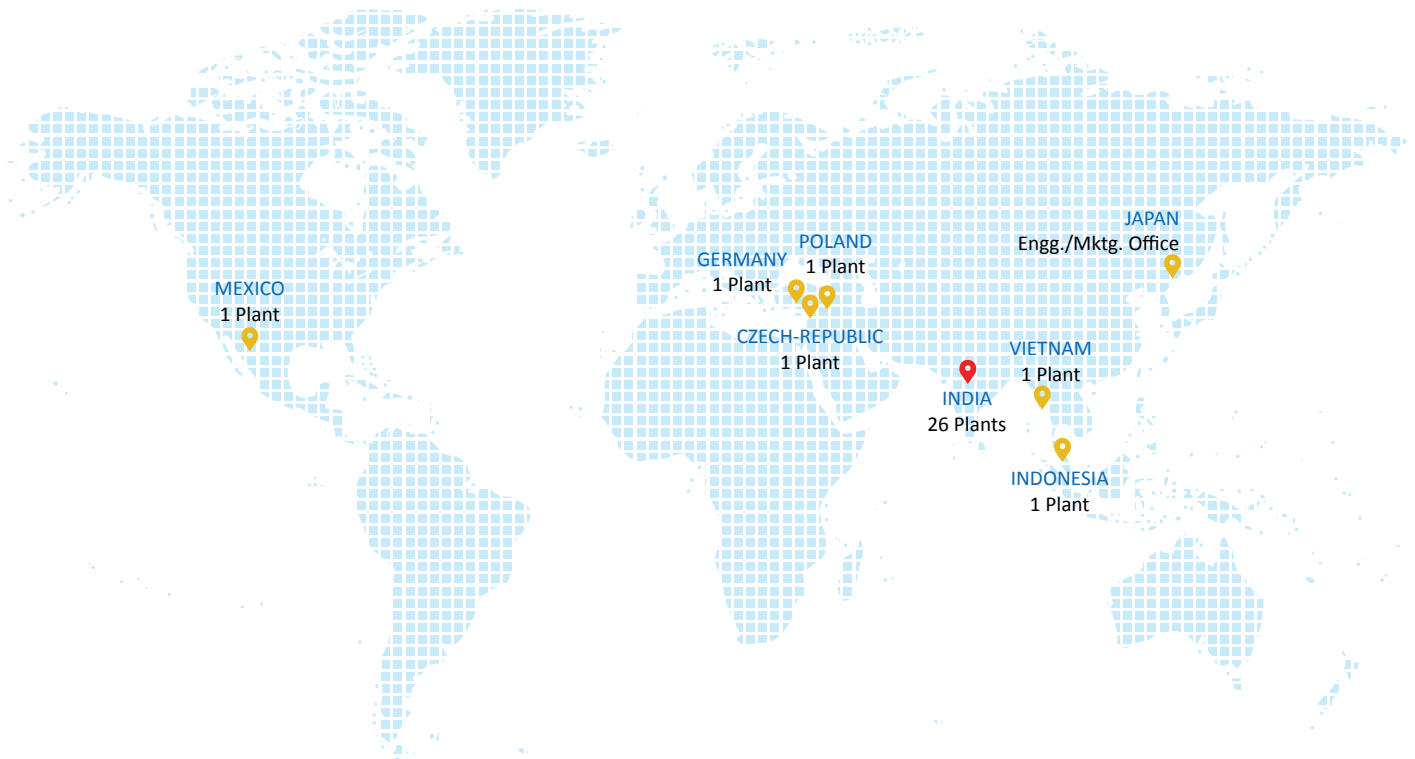 JAPAN
Engg./Mktg. Office
POLAND
1 Plant
GERMANY
1 Plant
MEXICO
1 Plant
CZECH-REPUBLIC
1 Plant
VIETNAM
1 Plant
INDIA
26 Plants
INDONESIA
1 Plant